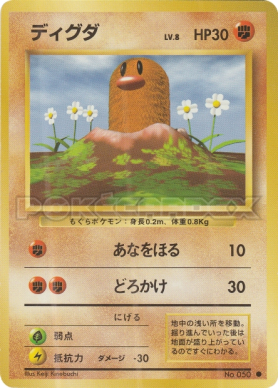 ディグダ LV.8 HP30
もぐらポケモン：身長0.2m、体重0.8Kg
あなをほる 10
どろかけ 30
にげる
弱点
抵抗力 ダメージ -30
地中の浅い所を移動。
掘り進んでいった後は
地面が盛り上がっている
のですぐにわかる。
Illus. Keiji Kinebuchi
No 050 ●